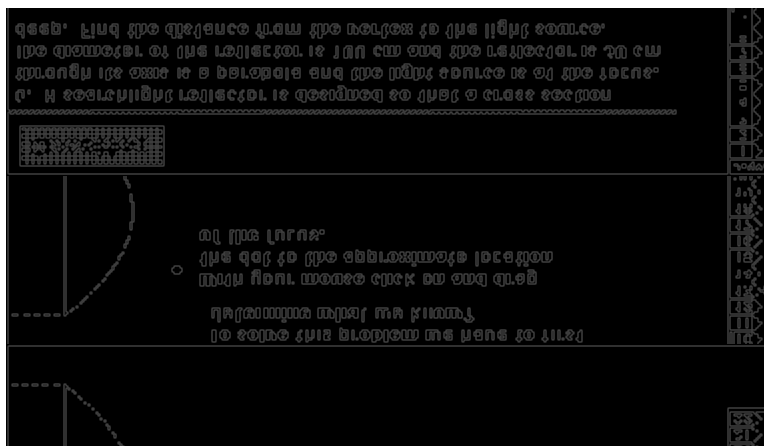 To solve this problem we have to first
determine what we know?
With your mouse click on and drag
the dot to the approximate location
of the focus.
A searchlight reflector is designed so that a cross section
through its axis is a parabola and the light source is at the focus.
The diameter of the reflector is cm and the reflector is cm
deep. Find the distance from the vertex to the light source.